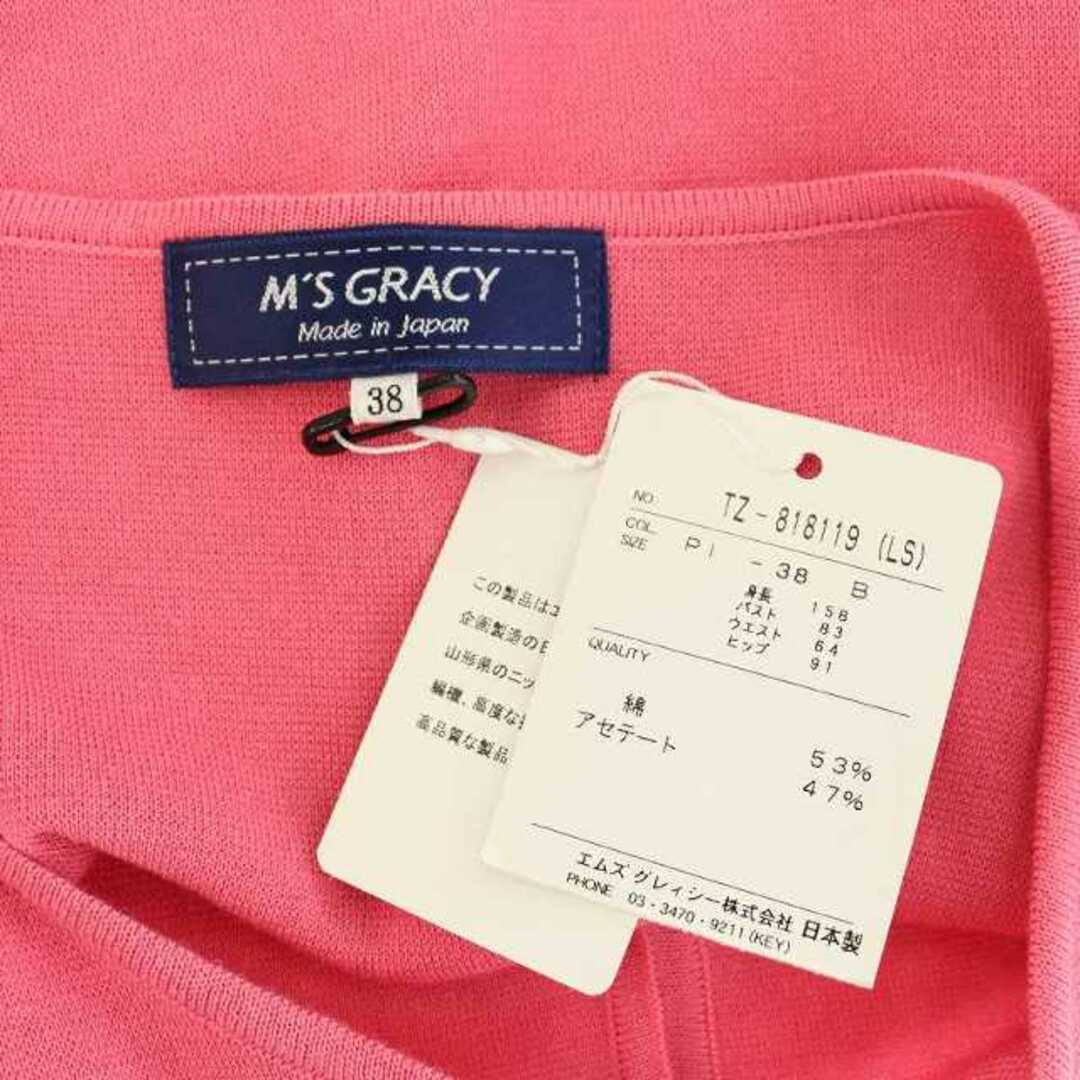 M'S GRACY
Made in Japan
38
この製品はエ
企画製造の日
山形県のニッ
編機、高度な
高品質な製品
NO. TZ-818119 (LS)
COL. PI
SIZE - 38 B
身長 158
バスト 83
ウエスト 64
ヒップ 91
QUALITY
綿 53%
アセテート 47%
エムズ グレィシー株式会社 日本製
PHONE 03・3470・9211(KEY)